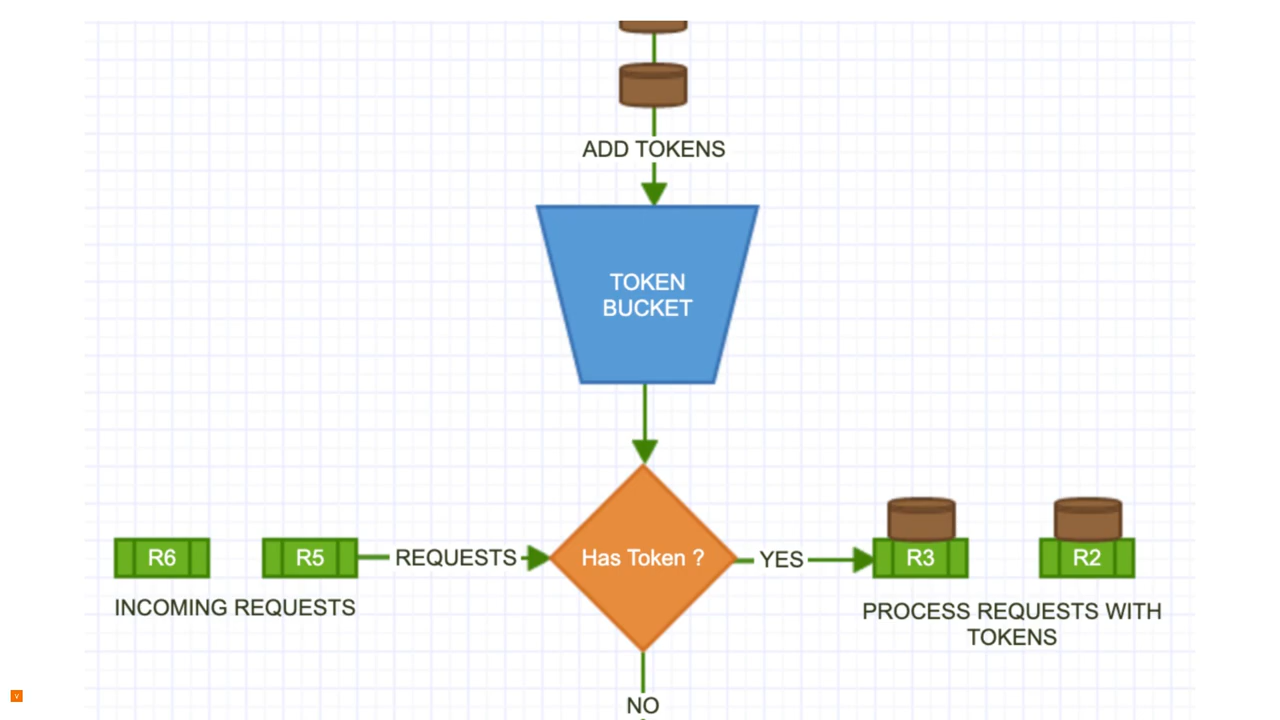 ADD TOKENS
TOKEN
BUCKET
R6
R5
REQUESTS
Has Token ?
YES
R3
R2
INCOMING REQUESTS
PROCESS REQUESTS WITH
TOKENS
NO
V